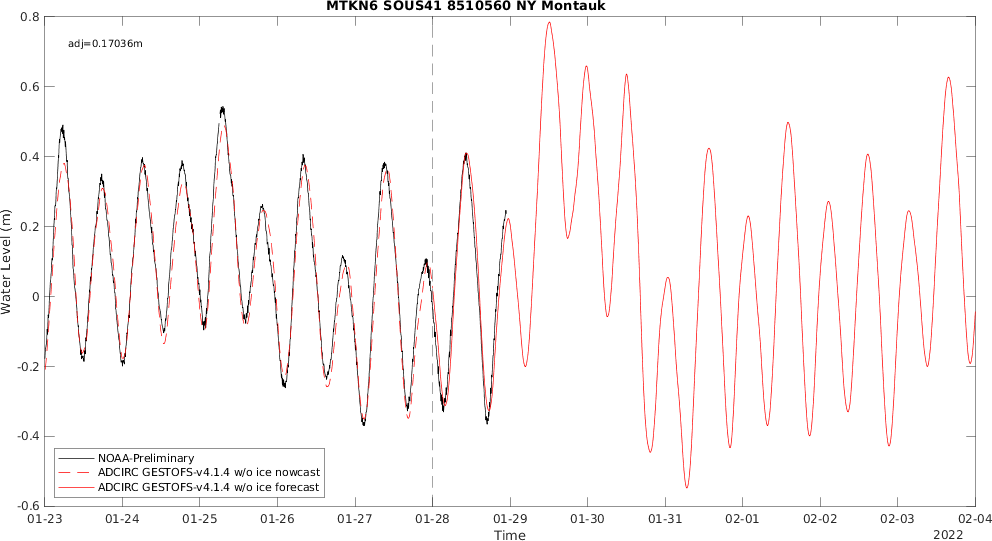 MTKN6 SOUS41 8510560 NY Montauk
adj=0.17036m
0.8
0.6
0.4
0.2
0
-0.2
-0.4
-0.6
Water Level (m)
NOAA-Preliminary
ADCIRC GESTOFS-v4.1.4 w/o ice nowcast
ADCIRC GESTOFS-v4.1.4 w/o ice forecast
01-23 01-24 01-25 01-26 01-27 01-28 01-29 01-30 01-31 02-01 02-02 02-03 02-04
Time
2022